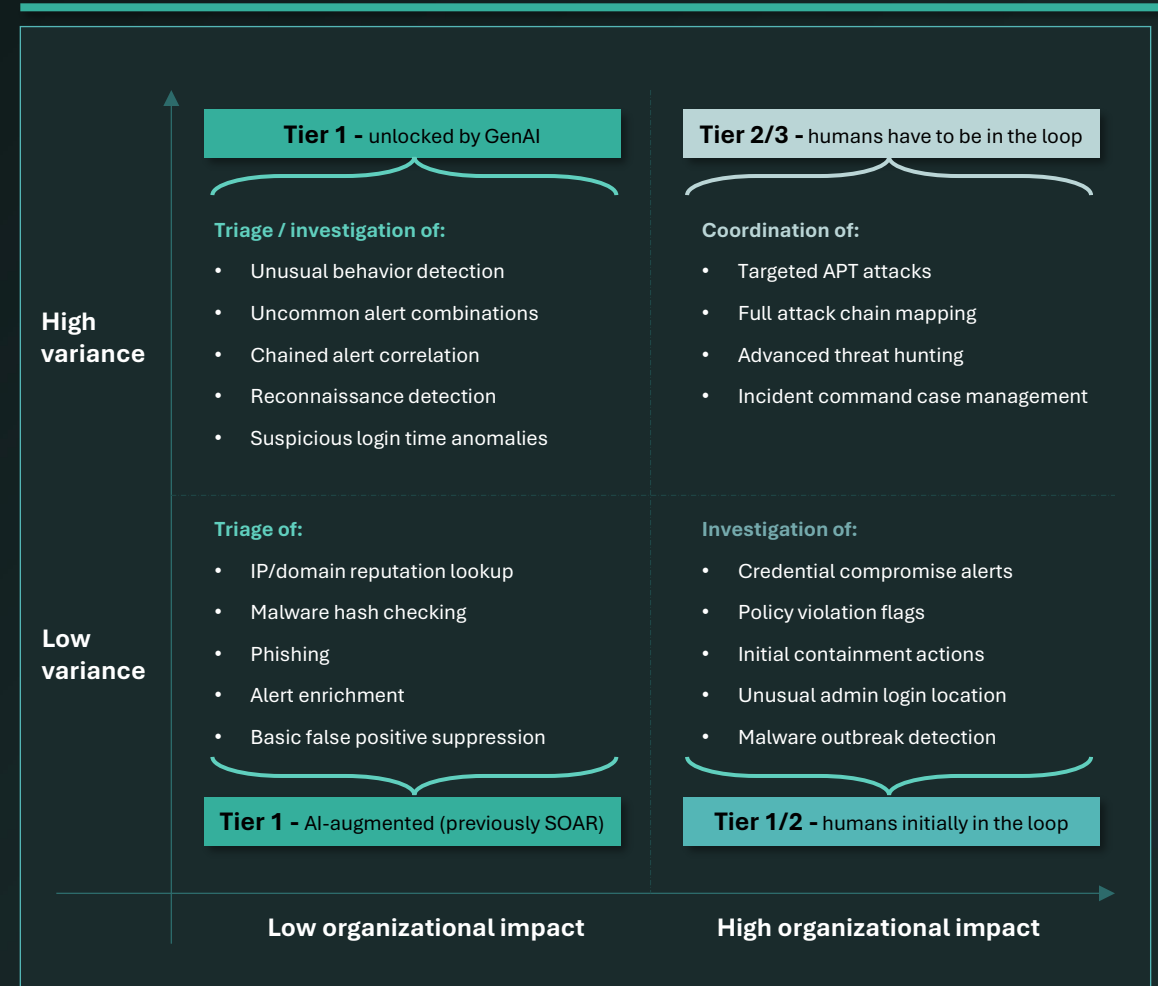 Tier 1 - unlocked by GenAI
Tier 2/3 - humans have to be in the loop
High
variance
Triage / investigation of:
• Unusual behavior detection
• Uncommon alert combinations
• Chained alert correlation
• Reconnaissance detection
• Suspicious login time anomalies
Coordination of:
• Targeted APT attacks
• Full attack chain mapping
• Advanced threat hunting
• Incident command case management
Low
variance
Triage of:
• IP/domain reputation lookup
• Malware hash checking
• Phishing
• Alert enrichment
• Basic false positive suppression
Investigation of:
• Credential compromise alerts
• Policy violation flags
• Initial containment actions
• Unusual admin login location
• Malware outbreak detection
Tier 1 - AI-augmented (previously SOAR)
Tier 1/2 - humans initially in the loop
Low organizational impact
High organizational impact